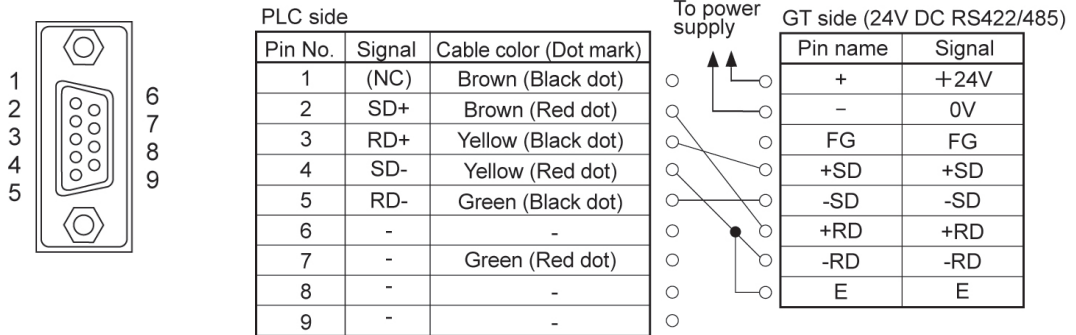 1
2
3
4
5
6
7
8
9
PLC side
Pin No. Signal Cable color (Dot mark)
1 (NC) Brown (Black dot)
2 SD+ Brown (Red dot)
3 RD+ Yellow (Black dot)
4 SD- Yellow (Red dot)
5 RD- Green (Black dot)
6 - -
7 - Green (Red dot)
8 - -
9 - -
To power
supply
GT side (24V DC RS422/485)
Pin name Signal
+ +24V
− 0V
FG FG
+SD +SD
-SD -SD
+RD +RD
-RD -RD
E E